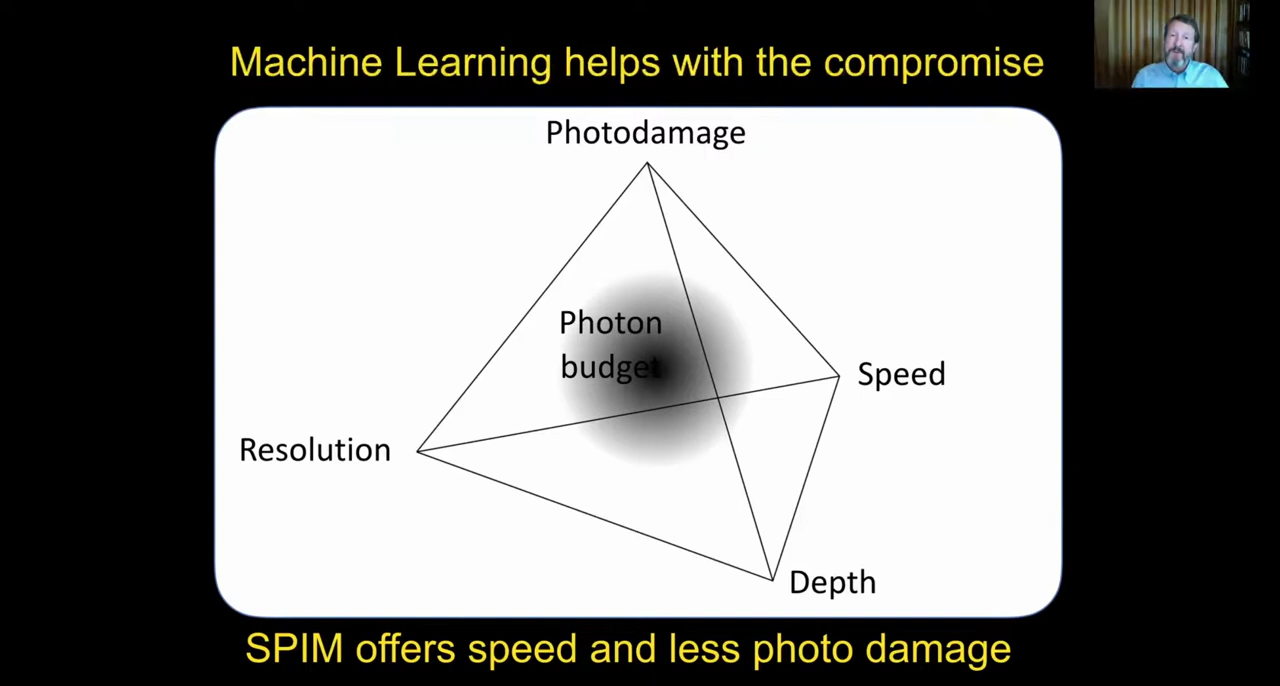 Machine Learning helps with the compromise
Photodamage
Photon
budget
Speed
Resolution
Depth
SPIM offers speed and less photo damage